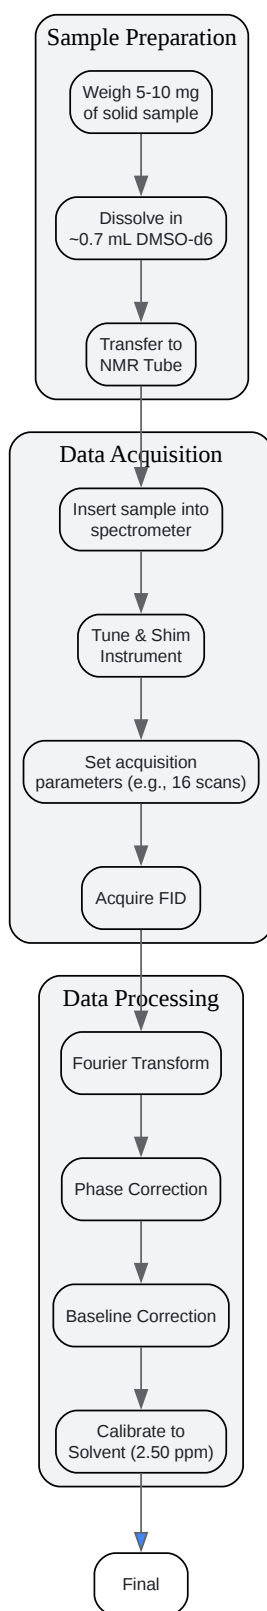 Sample Preparation
Weigh 5-10 mg
of solid sample
Dissolve in
~0.7 mL DMSO-d6
Transfer to
NMR Tube
Data Acquisition
Insert sample into
spectrometer
Tune & Shim
Instrument
Set acquisition
parameters (e.g., 16 scans)
Acquire FID
Data Processing
Fourier Transform
Phase Correction
Baseline Correction
Calibrate to
Solvent (2.50 ppm)
Final